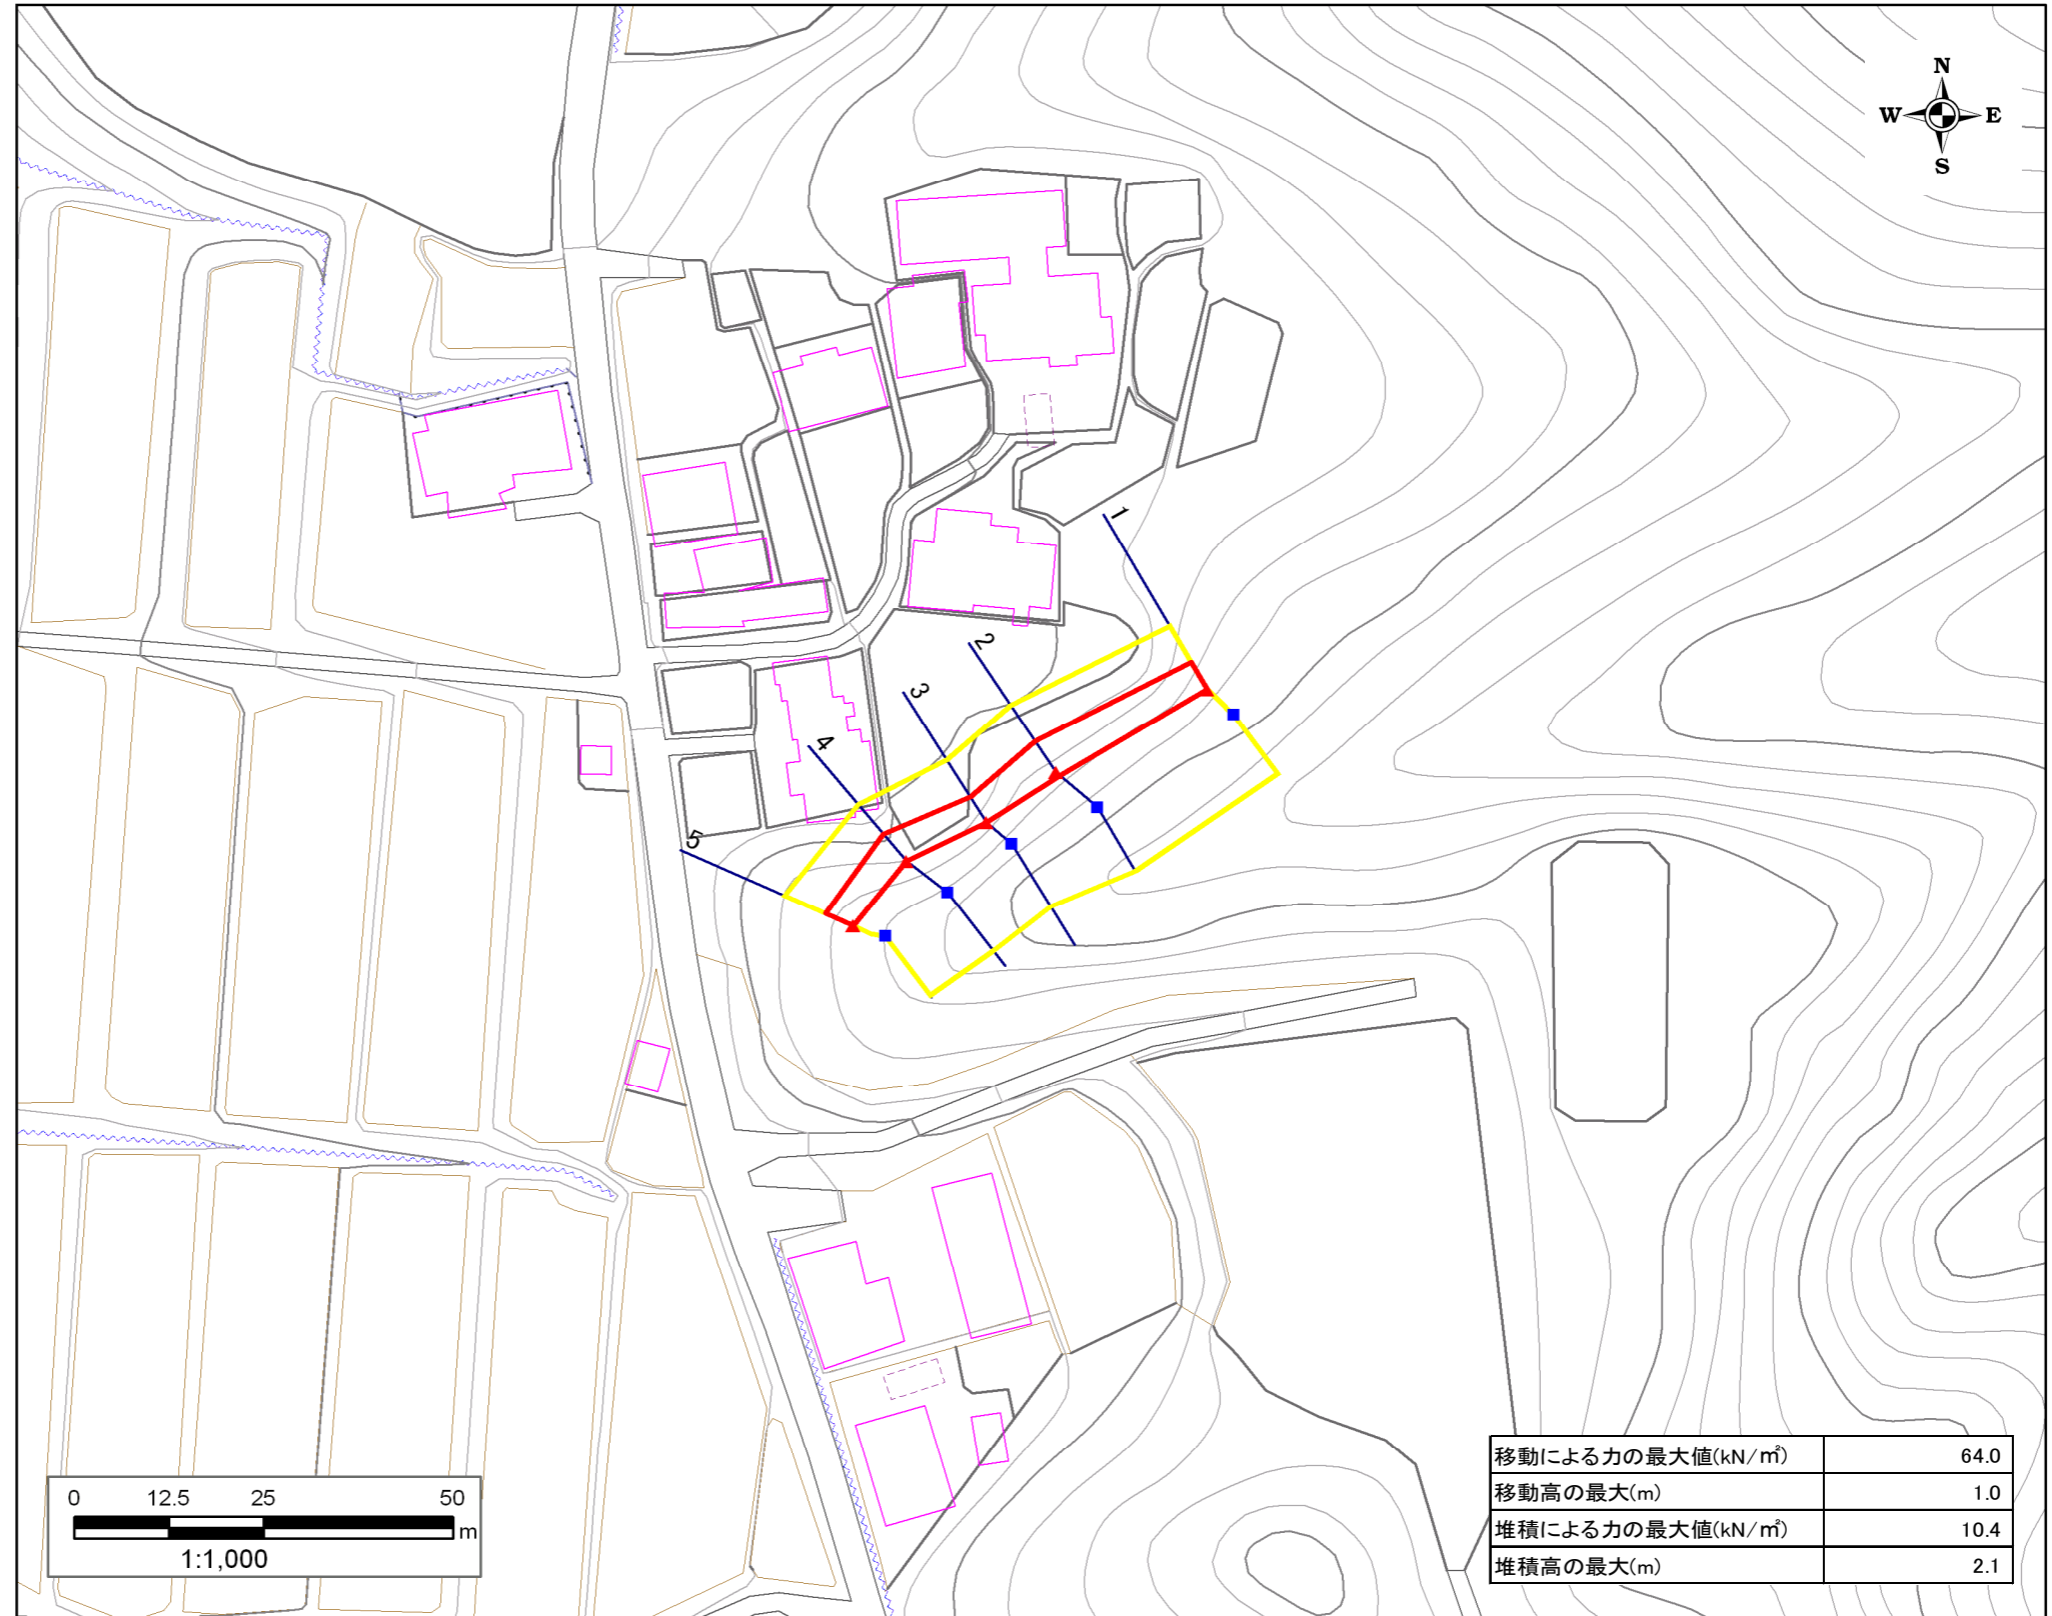 N
W E
S
1
2
3
4
5
0 12.5 25 50
m
1:1,000
移動による力の最大値(kN/㎡) 64.0
移動高の最大(m) 1.0
堆積による力の最大値(kN/㎡) 10.4
堆積高の最大(m) 2.1